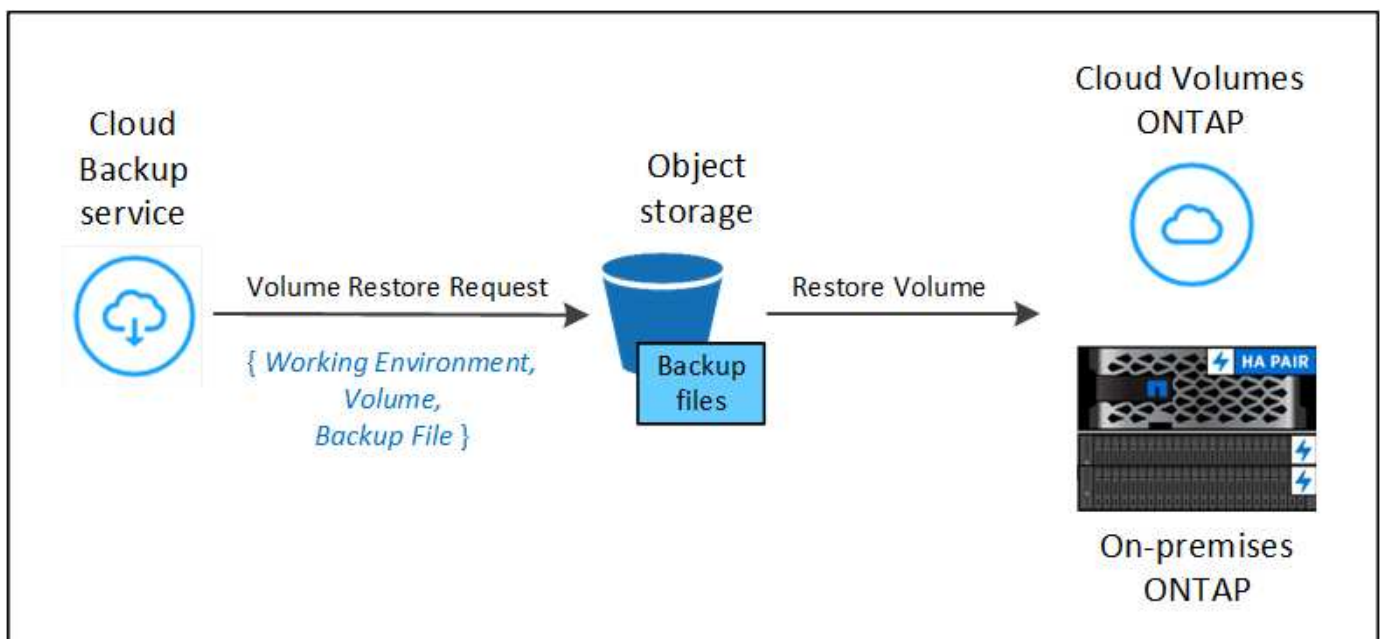 Cloud
Backup
service
Volume Restore Request
{ Working Environment,
Volume,
Backup File }
Object
storage
Backup
files
Restore Volume
Cloud Volumes
ONTAP
HA PAIR
On-premises
ONTAP